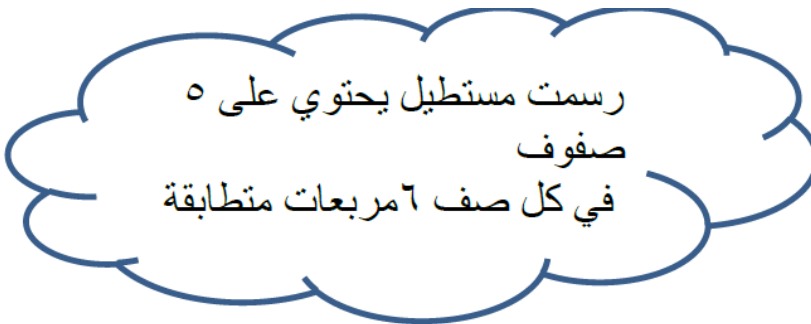 رسمت مستطيل يحتوي على ٥
صفوف
في كل صف ٦مربعات متطابقة